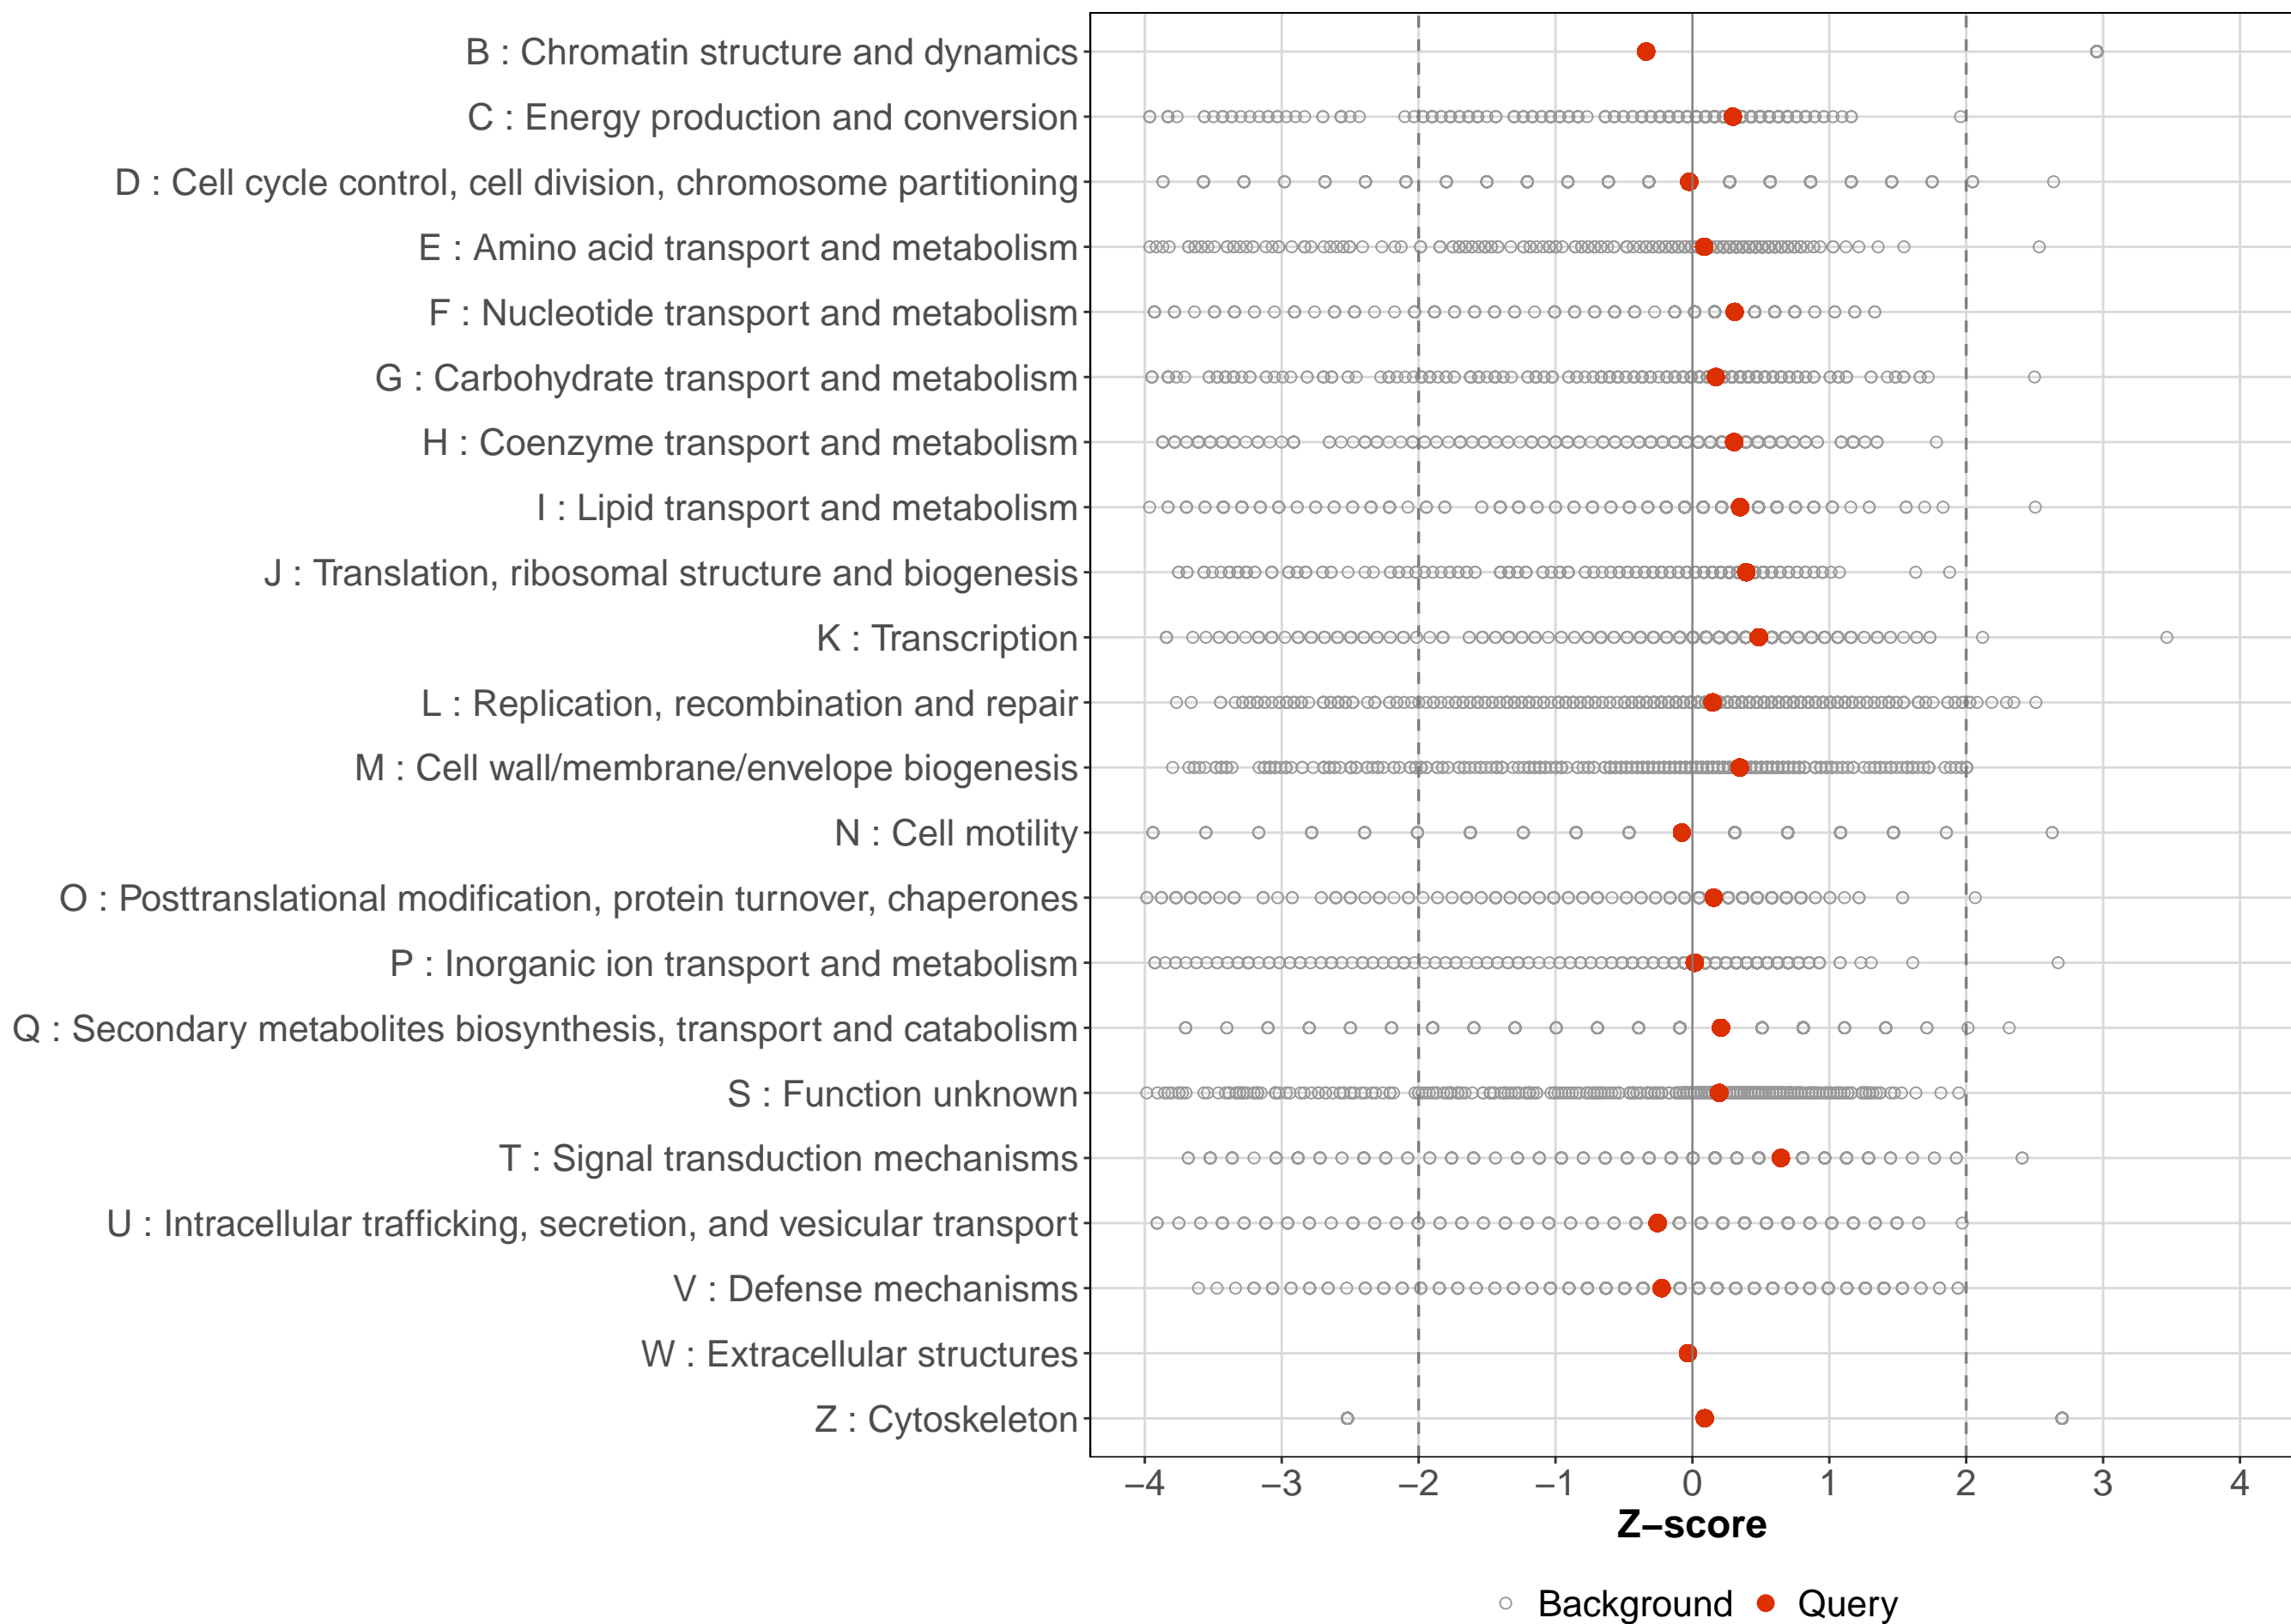 B : Chromatin structure and dynamics
C : Energy production and conversion
D : Cell cycle control, cell division, chromosome partitioning
E : Amino acid transport and metabolism
F : Nucleotide transport and metabolism
G : Carbohydrate transport and metabolism
H : Coenzyme transport and metabolism
I : Lipid transport and metabolism
J : Translation, ribosomal structure and biogenesis
K : Transcription
L : Replication, recombination and repair
M : Cell wall/membrane/envelope biogenesis
N : Cell motility
O : Posttranslational modification, protein turnover, chaperones
P : Inorganic ion transport and metabolism
Q : Secondary metabolites biosynthesis, transport and catabolism
S : Function unknown
T : Signal transduction mechanisms
U : Intracellular trafficking, secretion, and vesicular transport
V : Defense mechanisms
W : Extracellular structures
Z : Cytoskeleton
−4 −3 −2 −1 0 1 2 3 4
Z−score
Background Query